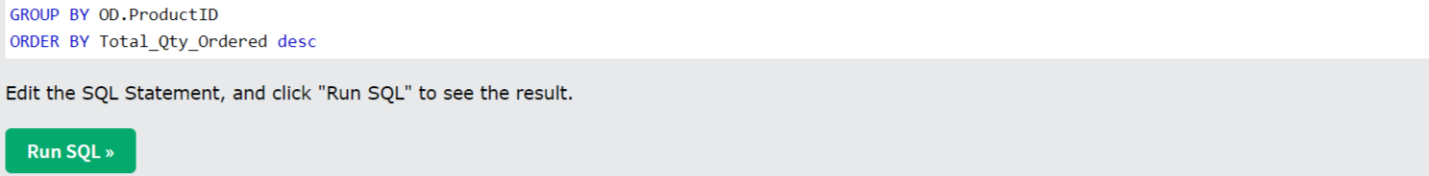 GROUP BY OD.ProductID
ORDER BY Total_Qty_Ordered desc
Edit the SQL Statement, and click "Run SQL" to see the result.
Run SQL »